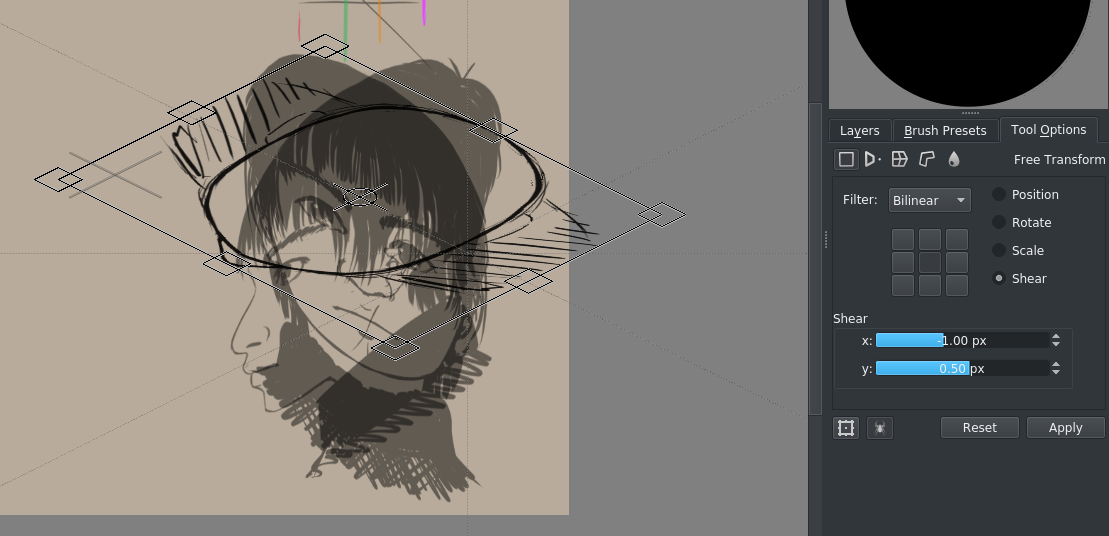 Layers Brush Presets Tool Options
Free Transform
Filter: Bilinear
Position
Rotate
Scale
Shear
Shear
x: -1.00 px
y: 0.50 px
Reset Apply